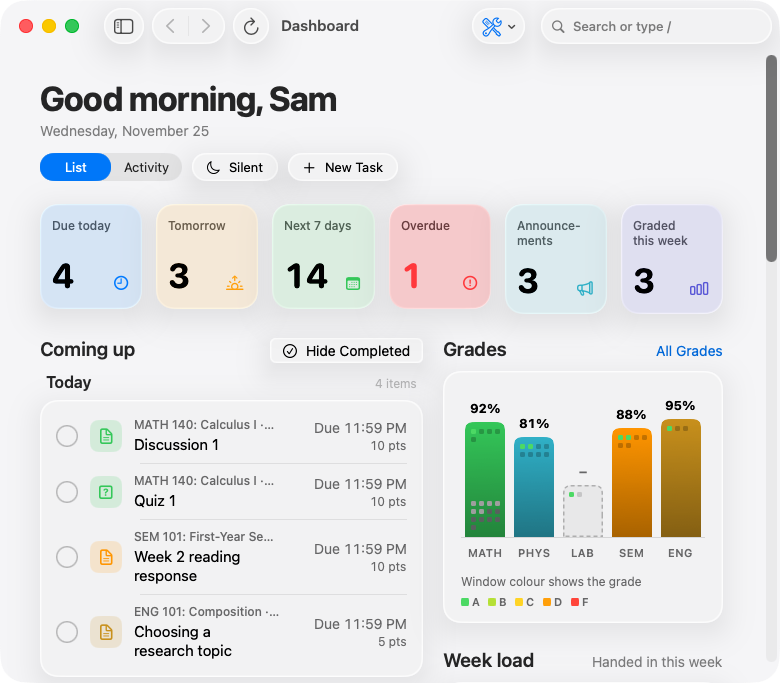 Dashboard
Search or type /
Good morning, Sam
Wednesday, November 25
List
Activity
Silent
New Task
Due today
4
Tomorrow
3
Next 7 days
14
Overdue
1
Announce-
ments
3
Graded
this week
3
Coming up
Hide Completed
Today
4 items
MATH 140: Calculus I ·...
Discussion 1
Due 11:59 PM
10 pts
MATH 140: Calculus I ·...
Quiz 1
Due 11:59 PM
10 pts
SEM 101: First-Year Se...
Week 2 reading
response
Due 11:59 PM
10 pts
ENG 101: Composition ·...
Choosing a
research topic
Due 11:59 PM
5 pts
Grades
All Grades
92%
81%
–
88%
95%
MATH
PHYS
LAB
SEM
ENG
Window colour shows the grade
A
B
C
D
F
Week load
Handed in this week